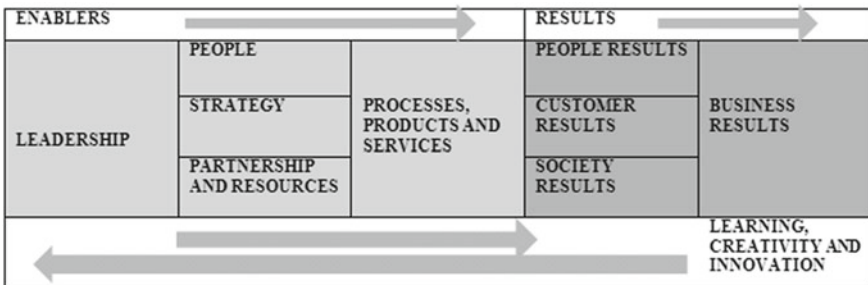 ENABLERS
RESULTS
LEADERSHIP
PEOPLE
STRATEGY
PARTNERSHIP
AND RESOURCES
PROCESSES,
PRODUCTS AND
SERVICES
PEOPLE RESULTS
CUSTOMER
RESULTS
SOCIETY
RESULTS
BUSINESS
RESULTS
LEARNING,
CREATIVITY AND
INNOVATION